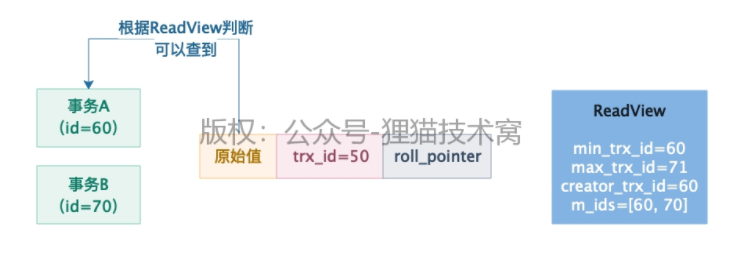 根据ReadView判断
可以查到
事务A
(id=60)
版权：公众号-狸猫技术窝
原始值 trx_id=50 roll_pointer
事务B
(id=70)
ReadView
min_trx_id=60
max_trx_id=71
creator_trx_id=60
m_ids=[60, 70]